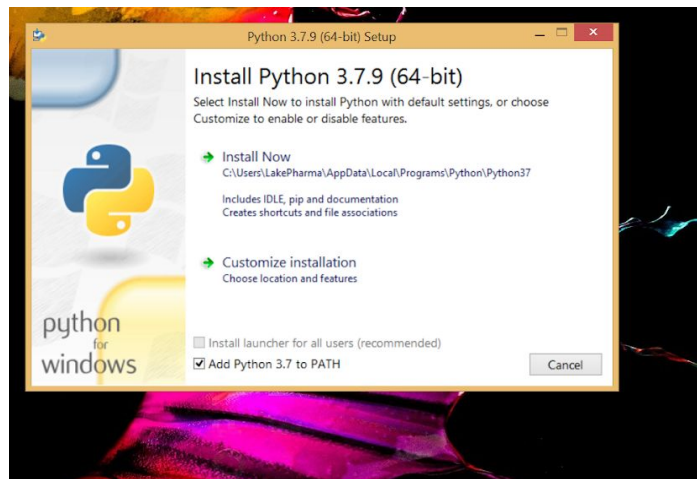 Python 3.7.9 (64-bit) Setup
Install Python 3.7.9 (64-bit)
Select Install Now to install Python with default settings, or choose
Customize to enable or disable features.
Install Now
C:\Users\LakePharma\AppData\Local\Programs\Python\Python37
Includes IDLE, pip and documentation
Creates shortcuts and file associations
Customize installation
Choose location and features
python
for
windows
Install launcher for all users (recommended)
Add Python 3.7 to PATH
Cancel